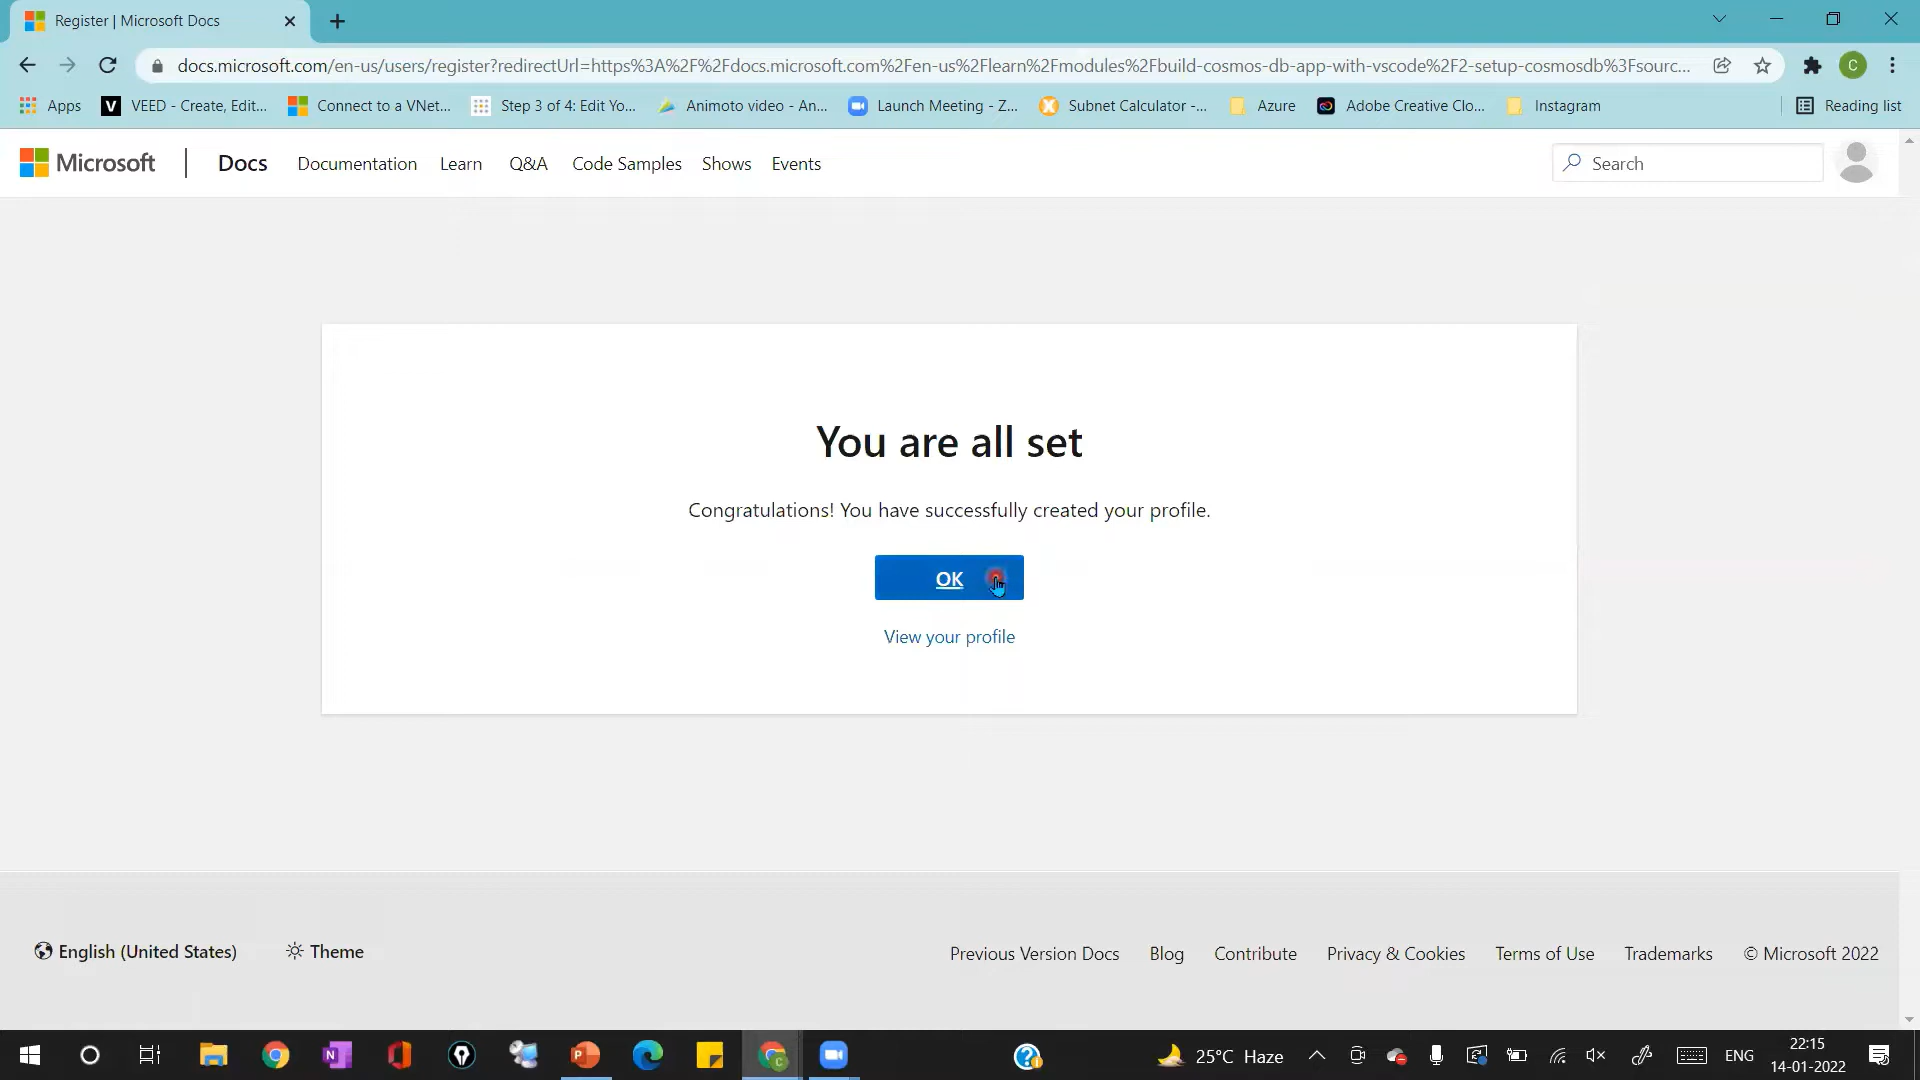 Register | Microsoft Docs
docs.microsoft.com/en-us/users/register?redirectUrl=https%3A%2F%2Fdocs.microsoft.com%2Fen-us%2Flearn%2Fmodules%2Fbuild-cosmos-db-app-with-vscode%2F2-setup-cosmosdb%3Fsourc...
C
Apps
V VEED - Create, Edit...
Connect to a VNet...
Step 3 of 4: Edit Yo...
Animoto video - An...
Launch Meeting - Z...
Subnet Calculator -...
Azure
Adobe Creative Clo...
Instagram
Reading list
Microsoft | Docs Documentation Learn Q&A Code Samples Shows Events
Search
You are all set
Congratulations! You have successfully created your profile.
OK
View your profile
English (United States) Theme
Previous Version Docs Blog Contribute Privacy & Cookies Terms of Use Trademarks © Microsoft 2022
25°C Haze
ENG
22:15
14-01-2022